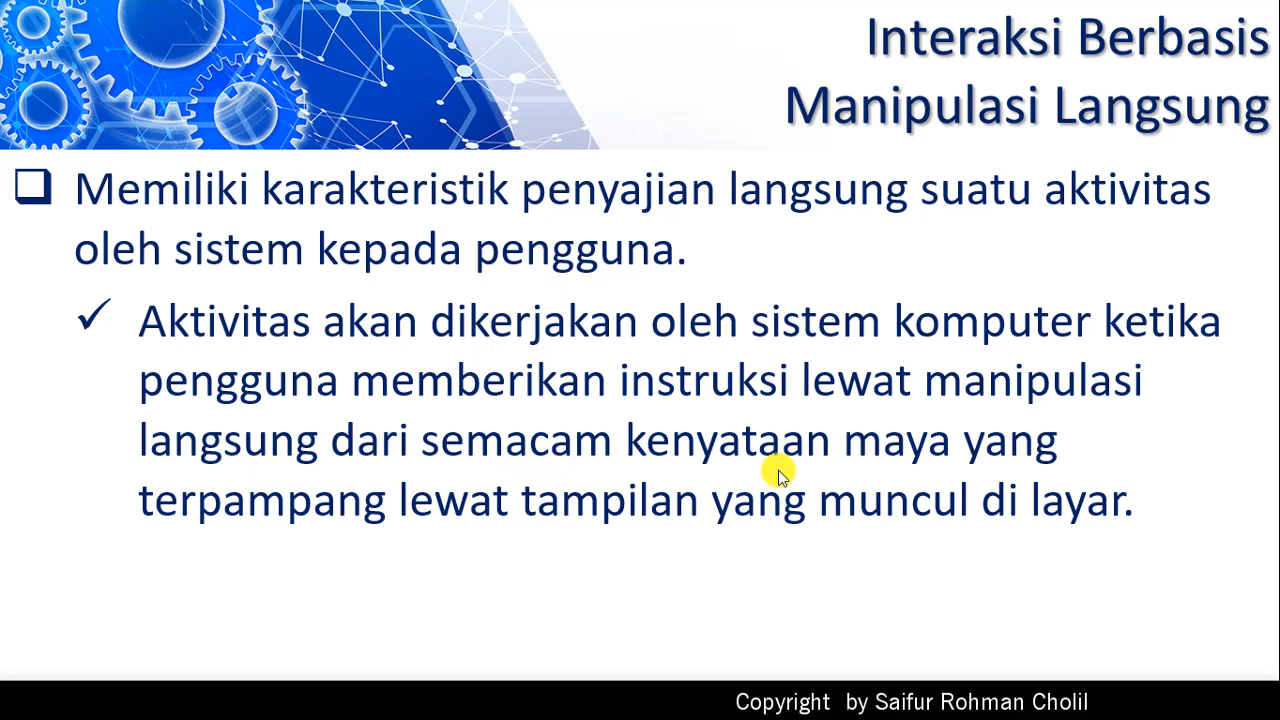 Interaksi Berbasis
Manipulasi Langsung
Memiliki karakteristik penyajian langsung suatu aktivitas
oleh sistem kepada pengguna.
Aktivitas akan dikerjakan oleh sistem komputer ketika
pengguna memberikan instruksi lewat manipulasi
langsung dari semacam kenyataan maya yang
terpampang lewat tampilan yang muncul di layar.
Copyright by Saifur Rohman Cholil